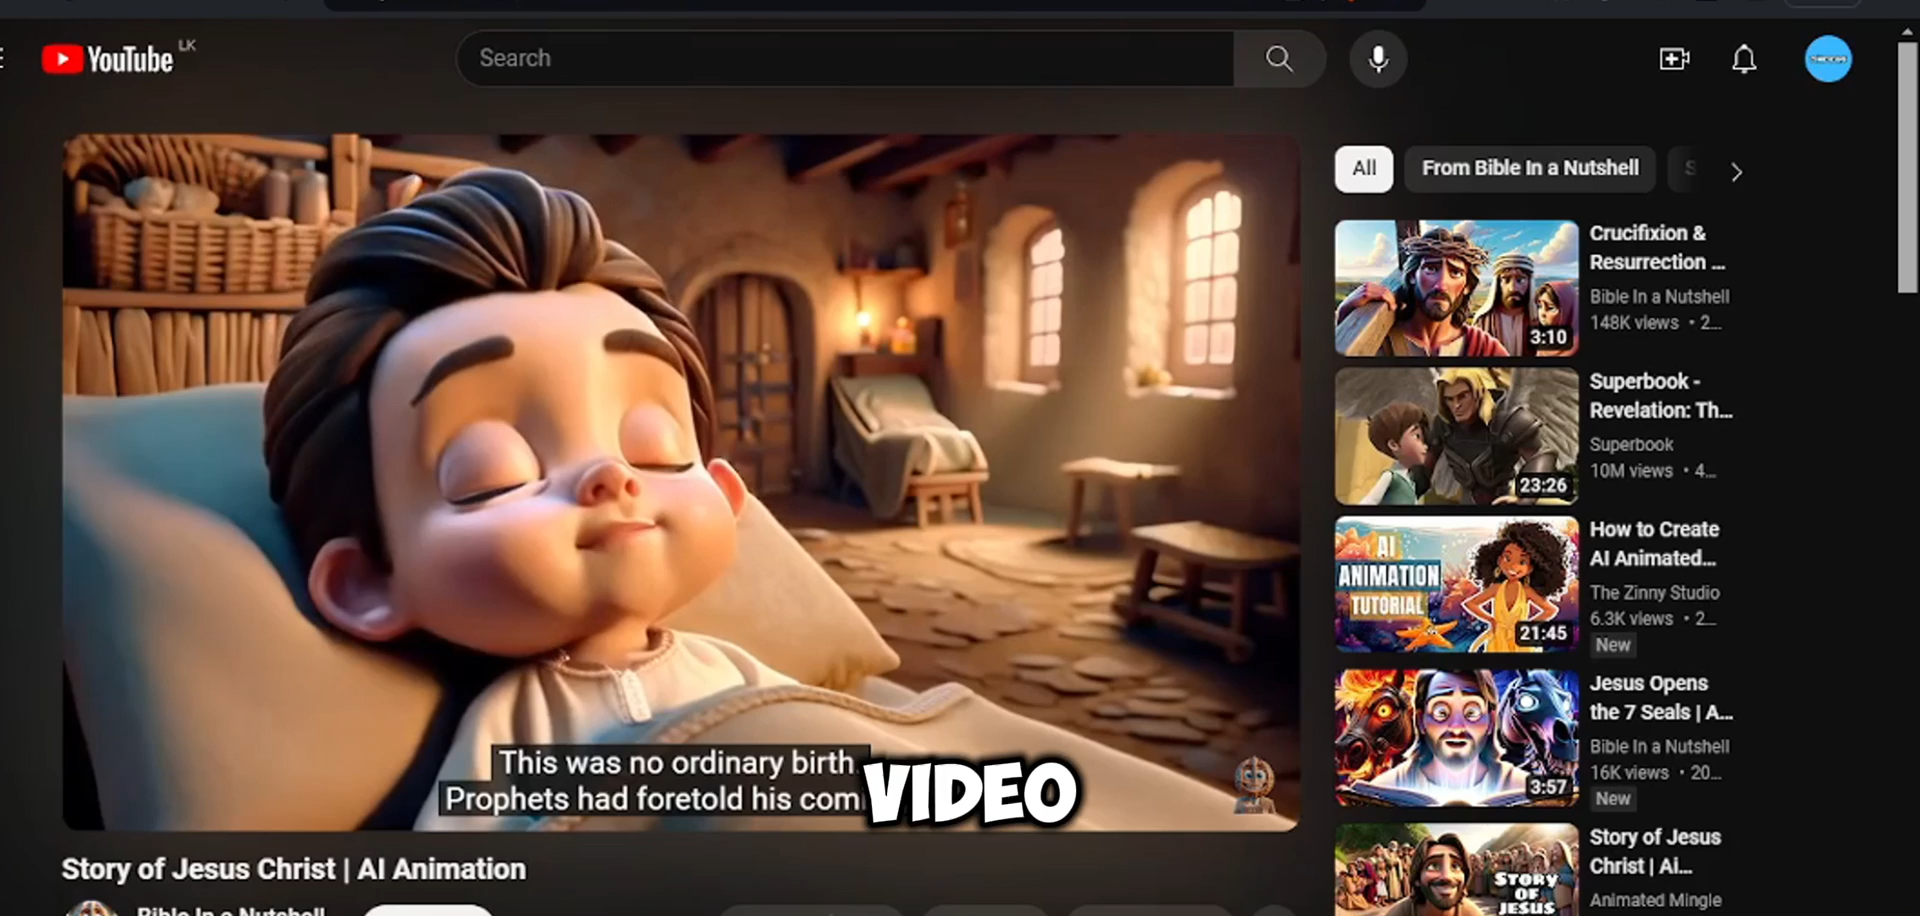 YouTube LK
Search
All
From Bible In a Nutshell
S
Crucifixion &
Resurrection ...
Bible In a Nutshell
148K views • 2...
3:10
Superbook -
Revelation: Th...
Superbook
10M views • 4...
23:26
AI
ANIMATION
TUTORIAL
21:45
How to Create
AI Animated...
The Zinny Studio
6.3K views • 2...
New
Jesus Opens
the 7 Seals | A...
Bible In a Nutshell
16K views • 20...
3:57
New
Story of Jesus
Christ | Ai...
Animated Mingle
STORY
OF
JESUS
This was no ordinary birth.
Prophets had foretold his com
VIDEO
Story of Jesus Christ | AI Animation
Bible In a Nutshell